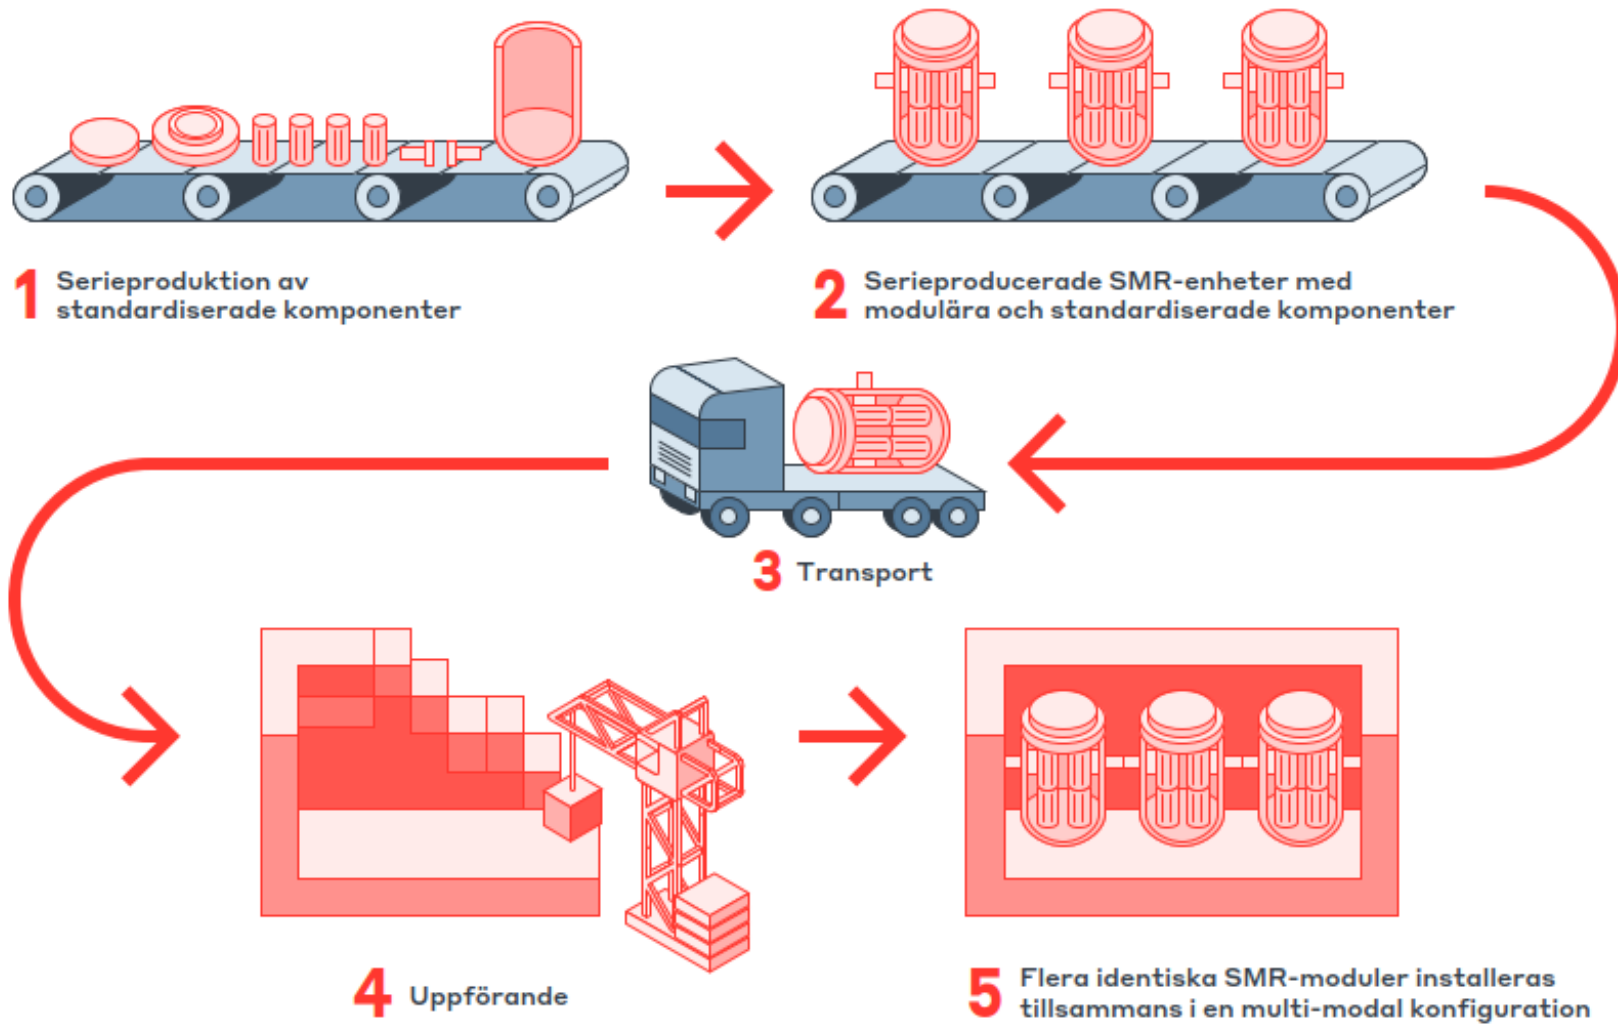 1 Serieproduktion av
standardiserade komponenter
2 Serieproducerade SMR-enheter med
modulära och standardiserade komponenter
3 Transport
4 Uppförande
5 Flera identiska SMR-moduler installeras
tillsammans i en multi-modal konfiguration